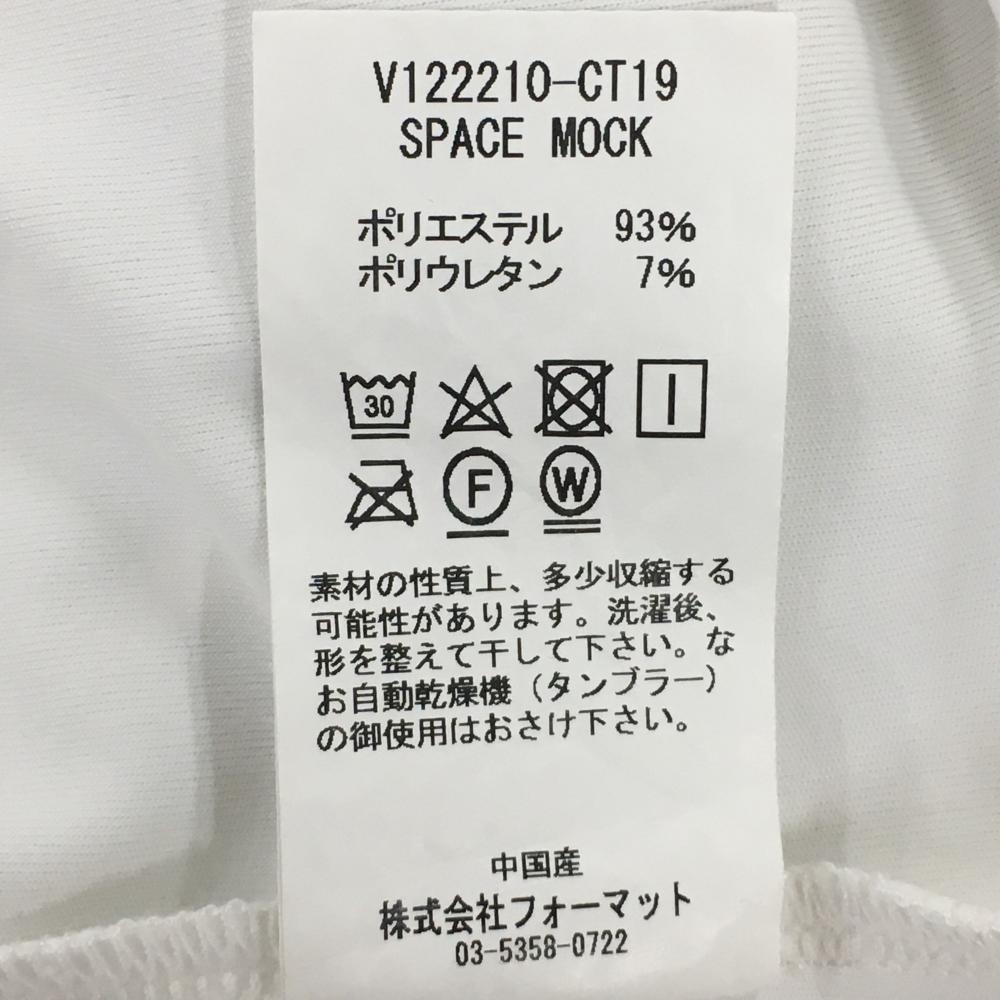 V122210-CT19
SPACE MOCK
ポリエステル 93%
ポリウレタン 7%
30
F
W
素材の性質上、多少収縮する
可能性があります。洗濯後、
形を整えて干して下さい。な
お自動乾燥機（タンブラー）
の御使用はおさけ下さい。
中国産
株式会社フォーマット
03-5358-0722